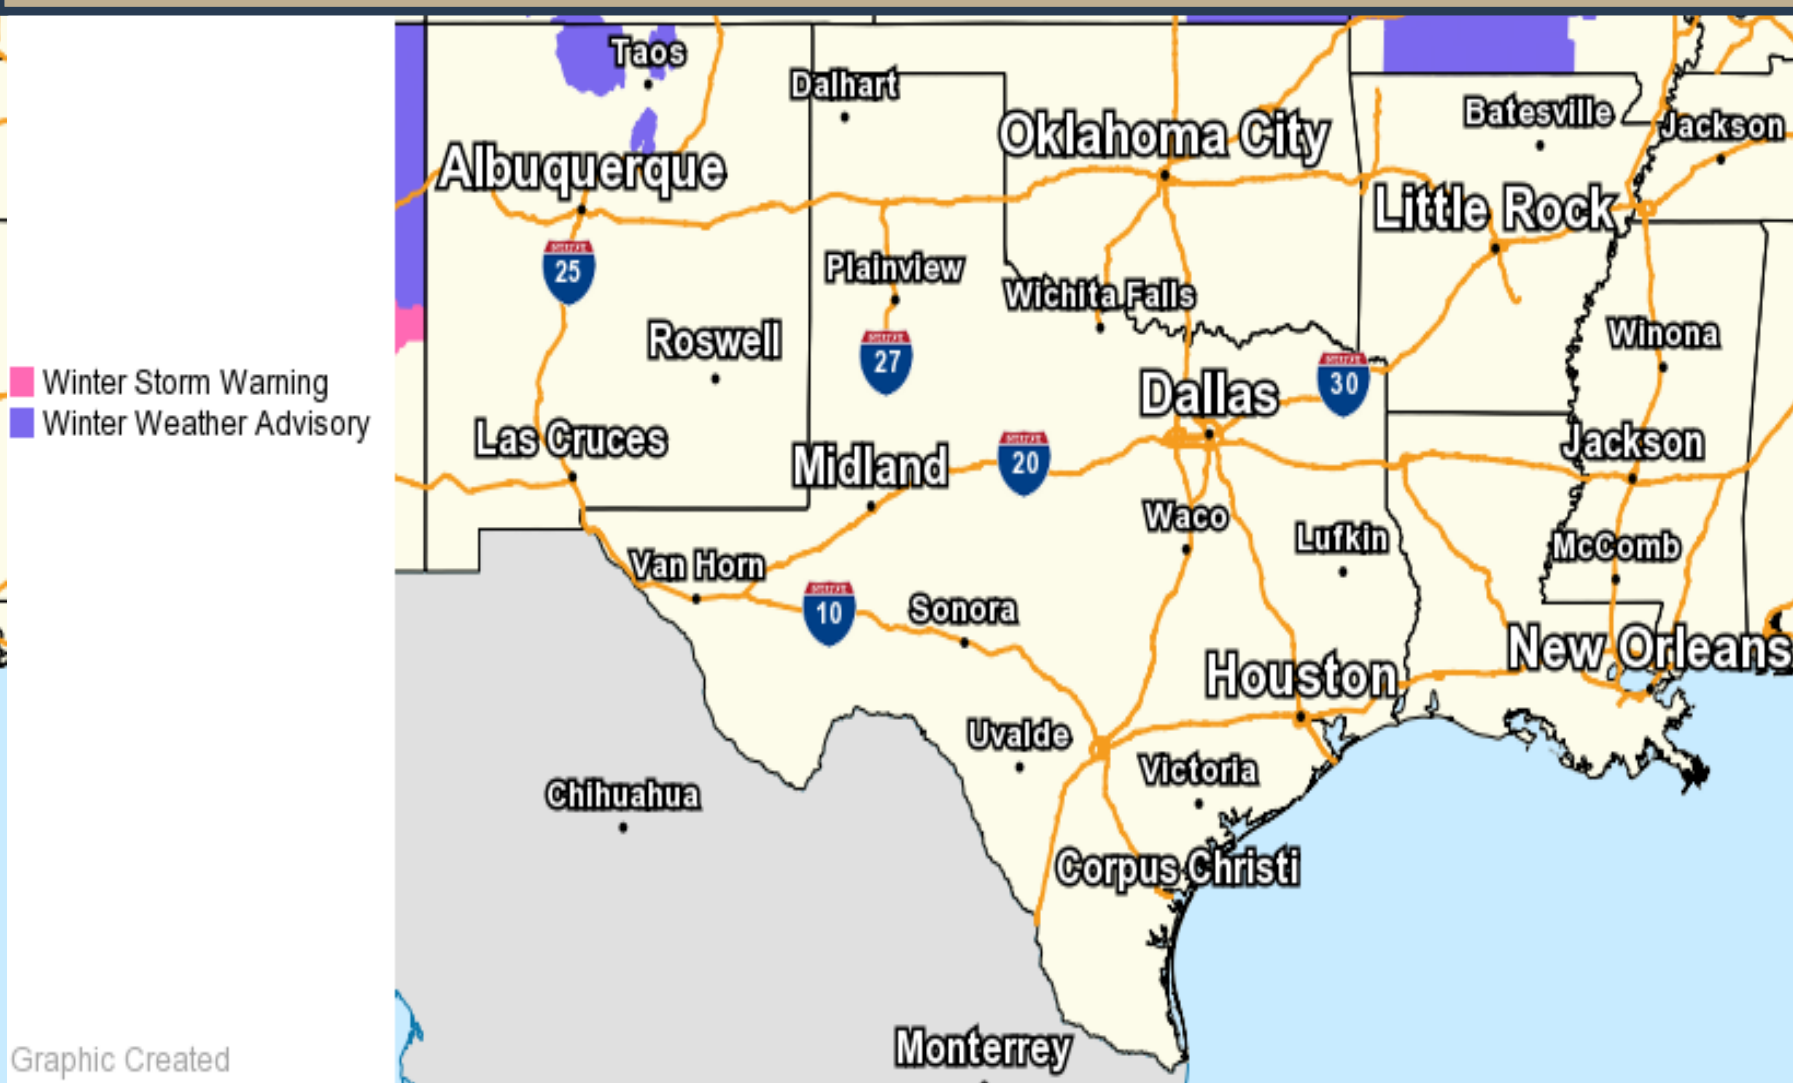 Taos
Dalhart
Oklahoma City
Batesville
Jackson
Albuquerque
Little Rock
25
Plainview
Wichita Falls
Roswell
27
Winona
30
Winter Storm Warning
Dallas
Winter Weather Advisory
Las Cruces
Midland
20
Jackson
Waco
Lufkin
McComb
Van Horn
10
Sonora
New Orleans
Houston
Uvalde
Victoria
Chihuahua
Corpus Christi
Monterrey
Graphic Created